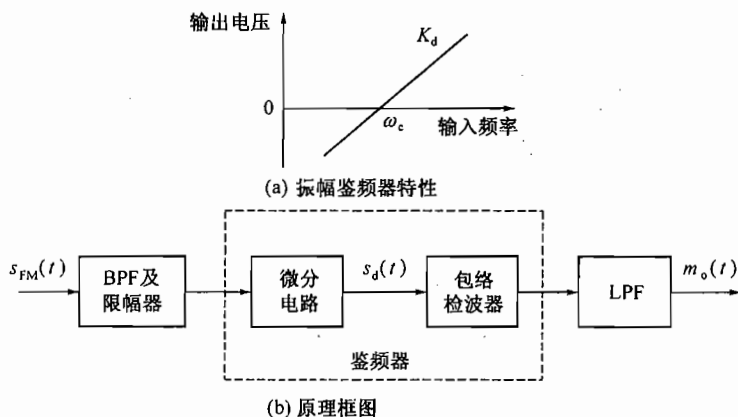 输出电压
K_d
0
ω_c
输入频率
(a) 振幅鉴频器特性
s_FM(t)
BPF及
限幅器
微分
电路
s_d(t)
包络
检波器
LPF
m_o(t)
鉴频器
(b) 原理框图